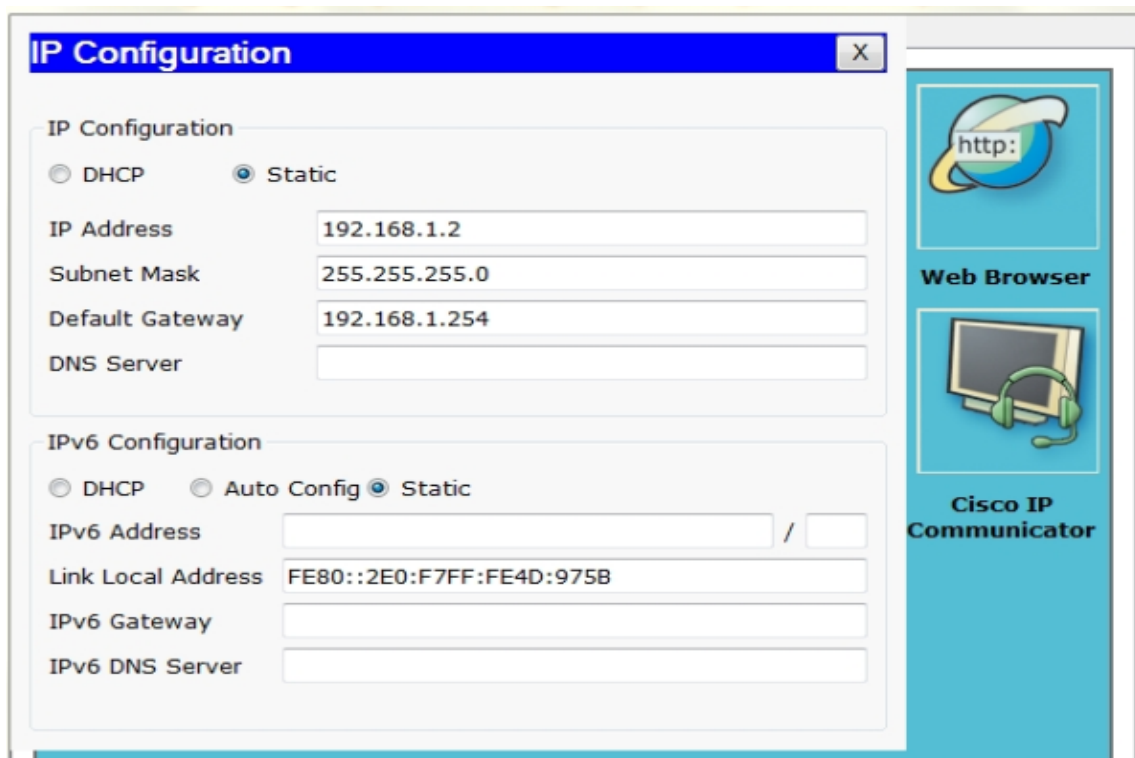 IP Configuration
X
IP Configuration
DHCP
Static
IP Address
192.168.1.2
Subnet Mask
255.255.255.0
Default Gateway
192.168.1.254
DNS Server
IPv6 Configuration
DHCP
Auto Config
Static
IPv6 Address
/
Link Local Address
FE80::2E0:F7FF:FE4D:975B
IPv6 Gateway
IPv6 DNS Server
http:
Web Browser
Cisco IP
Communicator